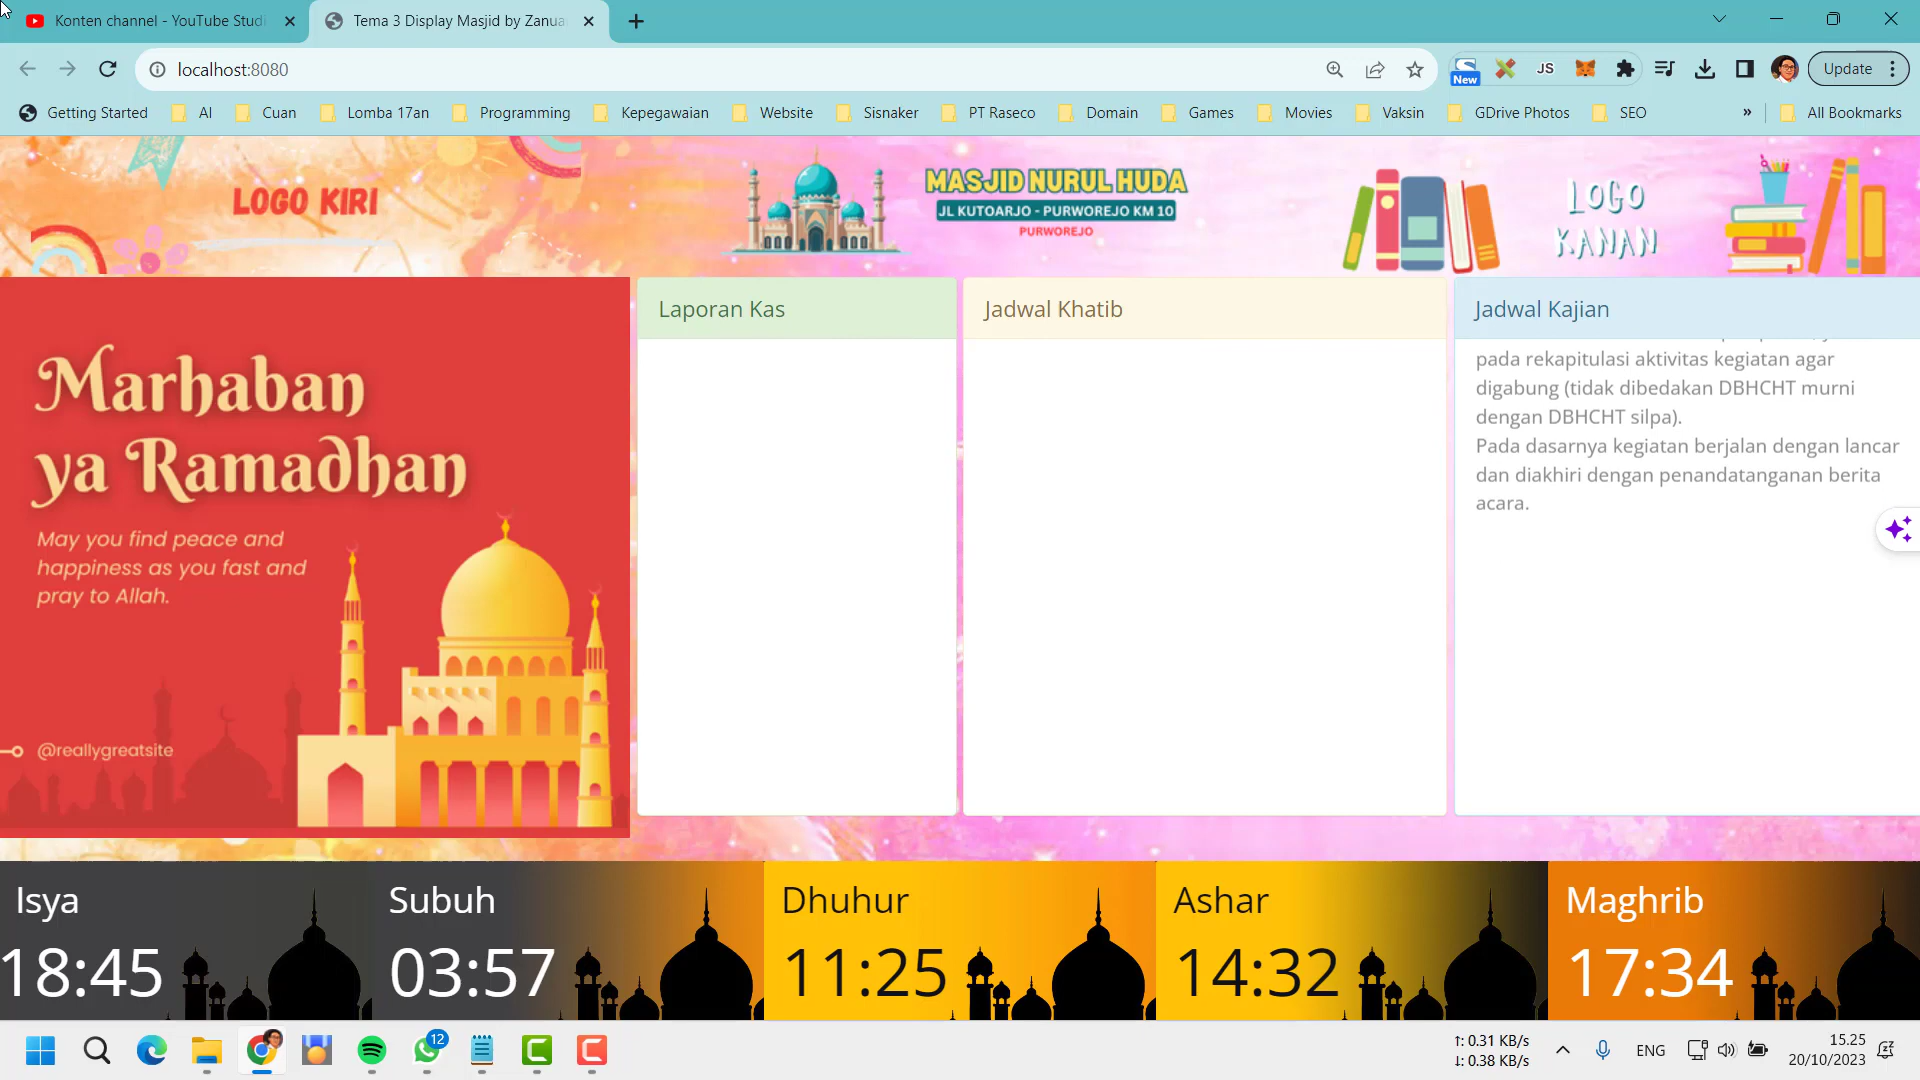 Konten channel - YouTube Studi
Tema 3 Display Masjid by Zanua
localhost:8080
New
JS
Update
Getting Started
AI
Cuan
Lomba 17an
Programming
Kepegawaian
Website
Sisnaker
PT Raseco
Domain
Games
Movies
Vaksin
GDrive Photos
SEO
»
All Bookmarks
LOGO KIRI
MASJID NURUL HUDA
JL KUTOARJO - PURWOREJO KM 10
PURWOREJO
LOGO
KANAN
Marhaban
ya Ramadhan
May you find peace and
happiness as you fast and
pray to Allah.
@reallygreatsite
Laporan Kas
Jadwal Khatib
Jadwal Kajian
pada rekapitulasi aktivitas kegiatan agar
digabung (tidak dibedakan DBHCHT murni
dengan DBHCHT silpa).
Pada dasarnya kegiatan berjalan dengan lancar
dan diakhiri dengan penandatanganan berita
acara.
Isya
18:45
Subuh
03:57
Dhuhur
11:25
Ashar
14:32
Maghrib
17:34
12
↑: 0.31 KB/s
↓: 0.38 KB/s
ENG
15.25
20/10/2023